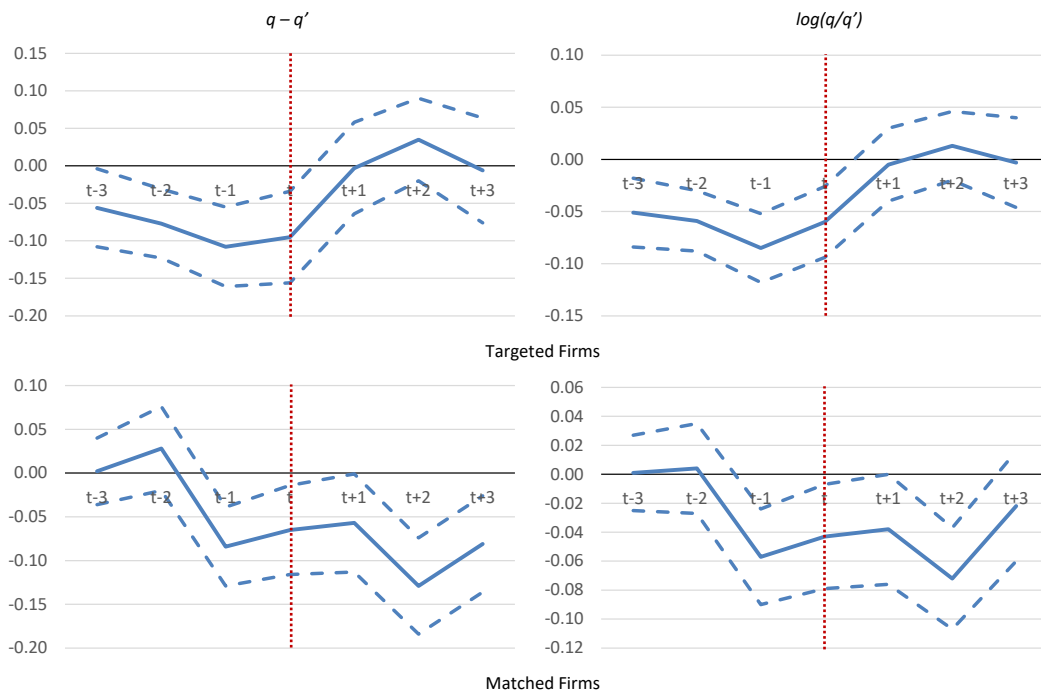 q – q’
log(q/q’)
0.15
0.10
0.05
0.00
-0.05
-0.10
-0.15
-0.20
t-3
t-2
t-1
t
t+1
t+2
t+3
0.10
0.05
0.00
-0.05
-0.10
-0.15
t-3
t-2
t-1
t
t+1
t+2
t+3
Targeted Firms
0.10
0.05
0.00
-0.05
-0.10
-0.15
-0.20
t-3
t-2
t-1
t
t+1
t+2
t+3
0.06
0.04
0.02
0.00
-0.02
-0.04
-0.06
-0.08
-0.10
-0.12
t-3
t-2
t-1
t
t+1
t+2
t+3
Matched Firms